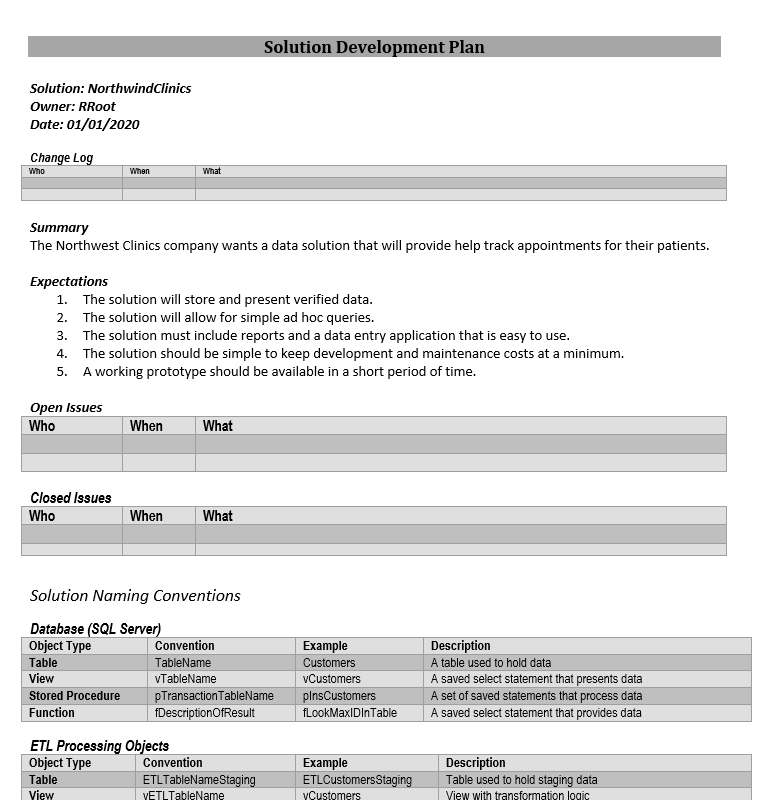 Solution Development Plan
Solution: NorthwindClinics
Owner: RRoot
Date: 01/01/2020
Change Log
Who When What
Summary
The Northwest Clinics company wants a data solution that will provide help track appointments for their patients.
Expectations
1. The solution will store and present verified data.
2. The solution will allow for simple ad hoc queries.
3. The solution must include reports and a data entry application that is easy to use.
4. The solution should be simple to keep development and maintenance costs at a minimum.
5. A working prototype should be available in a short period of time.
Open Issues
Who When What
Closed Issues
Who When What
Solution Naming Conventions
Database (SQL Server)
Object Type Convention Example Description
Table TableName Customers A table used to hold data
View vTableName vCustomers A saved select statement that presents data
Stored Procedure pTransactionTableName pInsCustomers A set of saved statements that process data
Function fDescriptionOfResult fLookMaxIDInTable A saved select statement that provides data
ETL Processing Objects
Object Type Convention Example Description
Table ETLTableNameStaging ETLCustomersStaging Table used to hold staging data
View vETLTableName vCustomers View with transformation logic